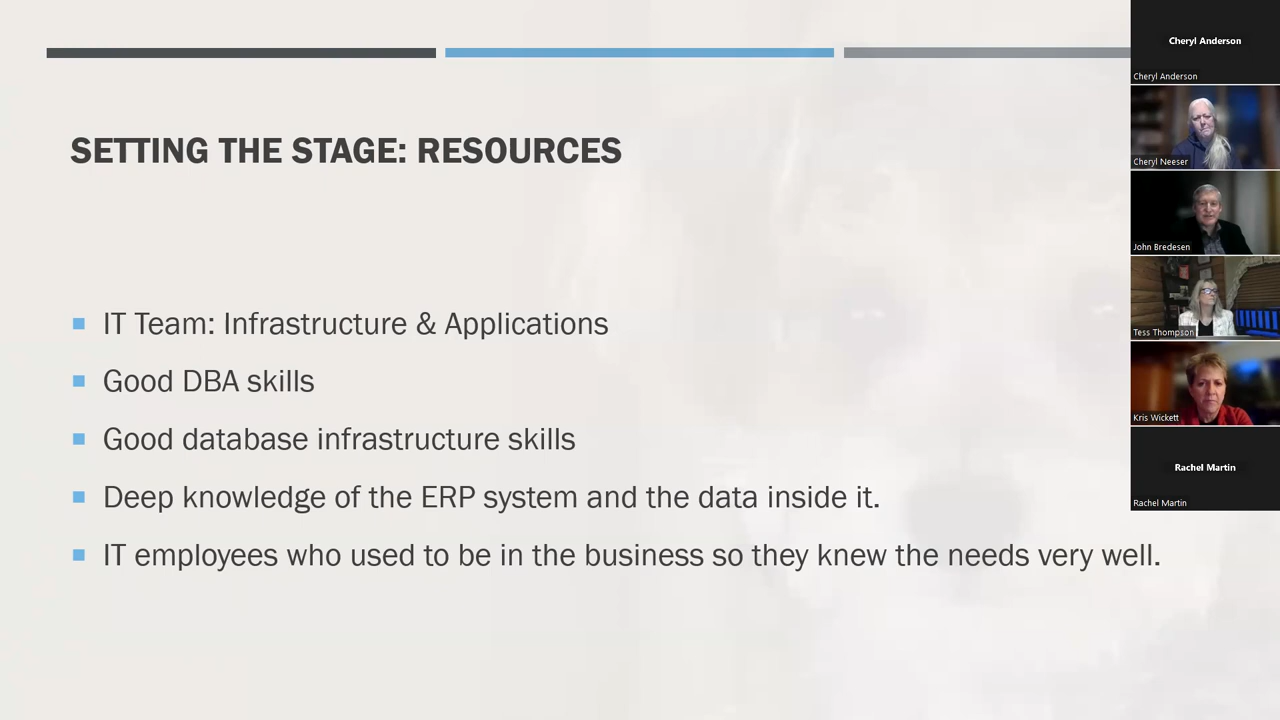 SETTING THE STAGE: RESOURCES
IT Team: Infrastructure & Applications
Good DBA skills
Good database infrastructure skills
Deep knowledge of the ERP system and the data inside it.
IT employees who used to be in the business so they knew the needs very well.
Cheryl Anderson
Cheryl Anderson
Cheryl Neeser
John Bredesen
Tess Thompson
Kris Wickett
Rachel Martin
Rachel Martin